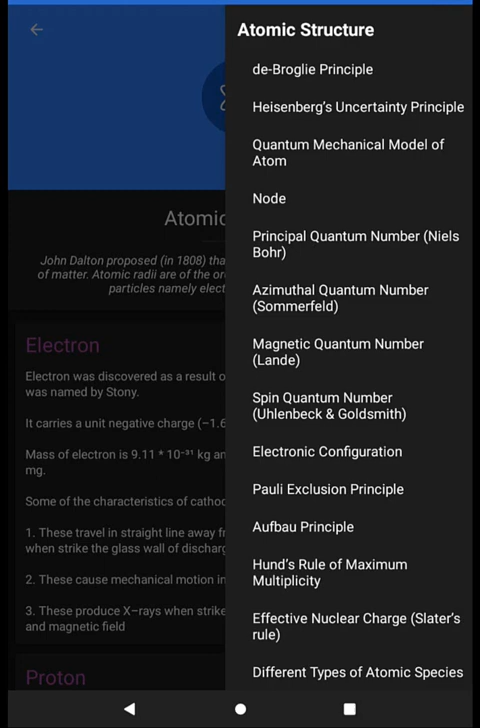 Atomic Structure
de-Broglie Principle
Heisenberg's Uncertainty Principle
Quantum Mechanical Model of
Atom
Node
Principal Quantum Number (Niels
Bohr)
Azimuthal Quantum Number
(Sommerfeld)
Magnetic Quantum Number
(Lande)
Spin Quantum Number
(Uhlenbeck & Goldsmith)
Electronic Configuration
Pauli Exclusion Principle
Aufbau Principle
Hund's Rule of Maximum
Multiplicity
Effective Nuclear Charge (Slater's
rule)
Different Types of Atomic Species
Atomic
John Dalton proposed (in 1808) tha
of matter. Atomic radii are of the or
particles namely elect
Electron
Electron was discovered as a result o
was named by Stony.
It carries a unit negative charge (−1.6
Mass of electron is 9.11 * 10⁻³¹ kg an
mg.
Some of the characteristics of cathod
1. These travel in straight line away fr
when strike the glass wall of discharg
2. These cause mechanical motion in
3. These produce X–rays when strike
and magnetic field
Proton